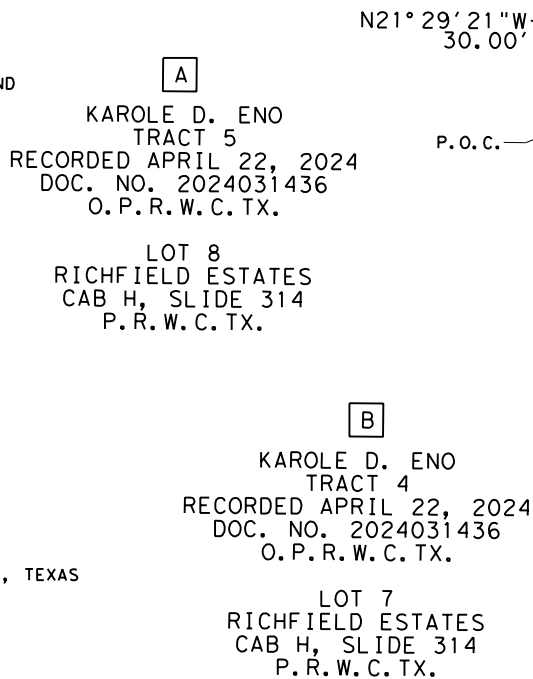 N21°29'21"W
30.00'
ND
A
KAROLE D. ENO
TRACT 5
RECORDED APRIL 22, 2024
DOC. NO. 2024031436
O.P.R.W.C.TX.
P.O.C.
LOT 8
RICHFIELD ESTATES
CAB H, SLIDE 314
P.R.W.C.TX.
B
KAROLE D. ENO
TRACT 4
RECORDED APRIL 22, 2024
DOC. NO. 2024031436
O.P.R.W.C.TX.
, TEXAS
LOT 7
RICHFIELD ESTATES
CAB H, SLIDE 314
P.R.W.C.TX.